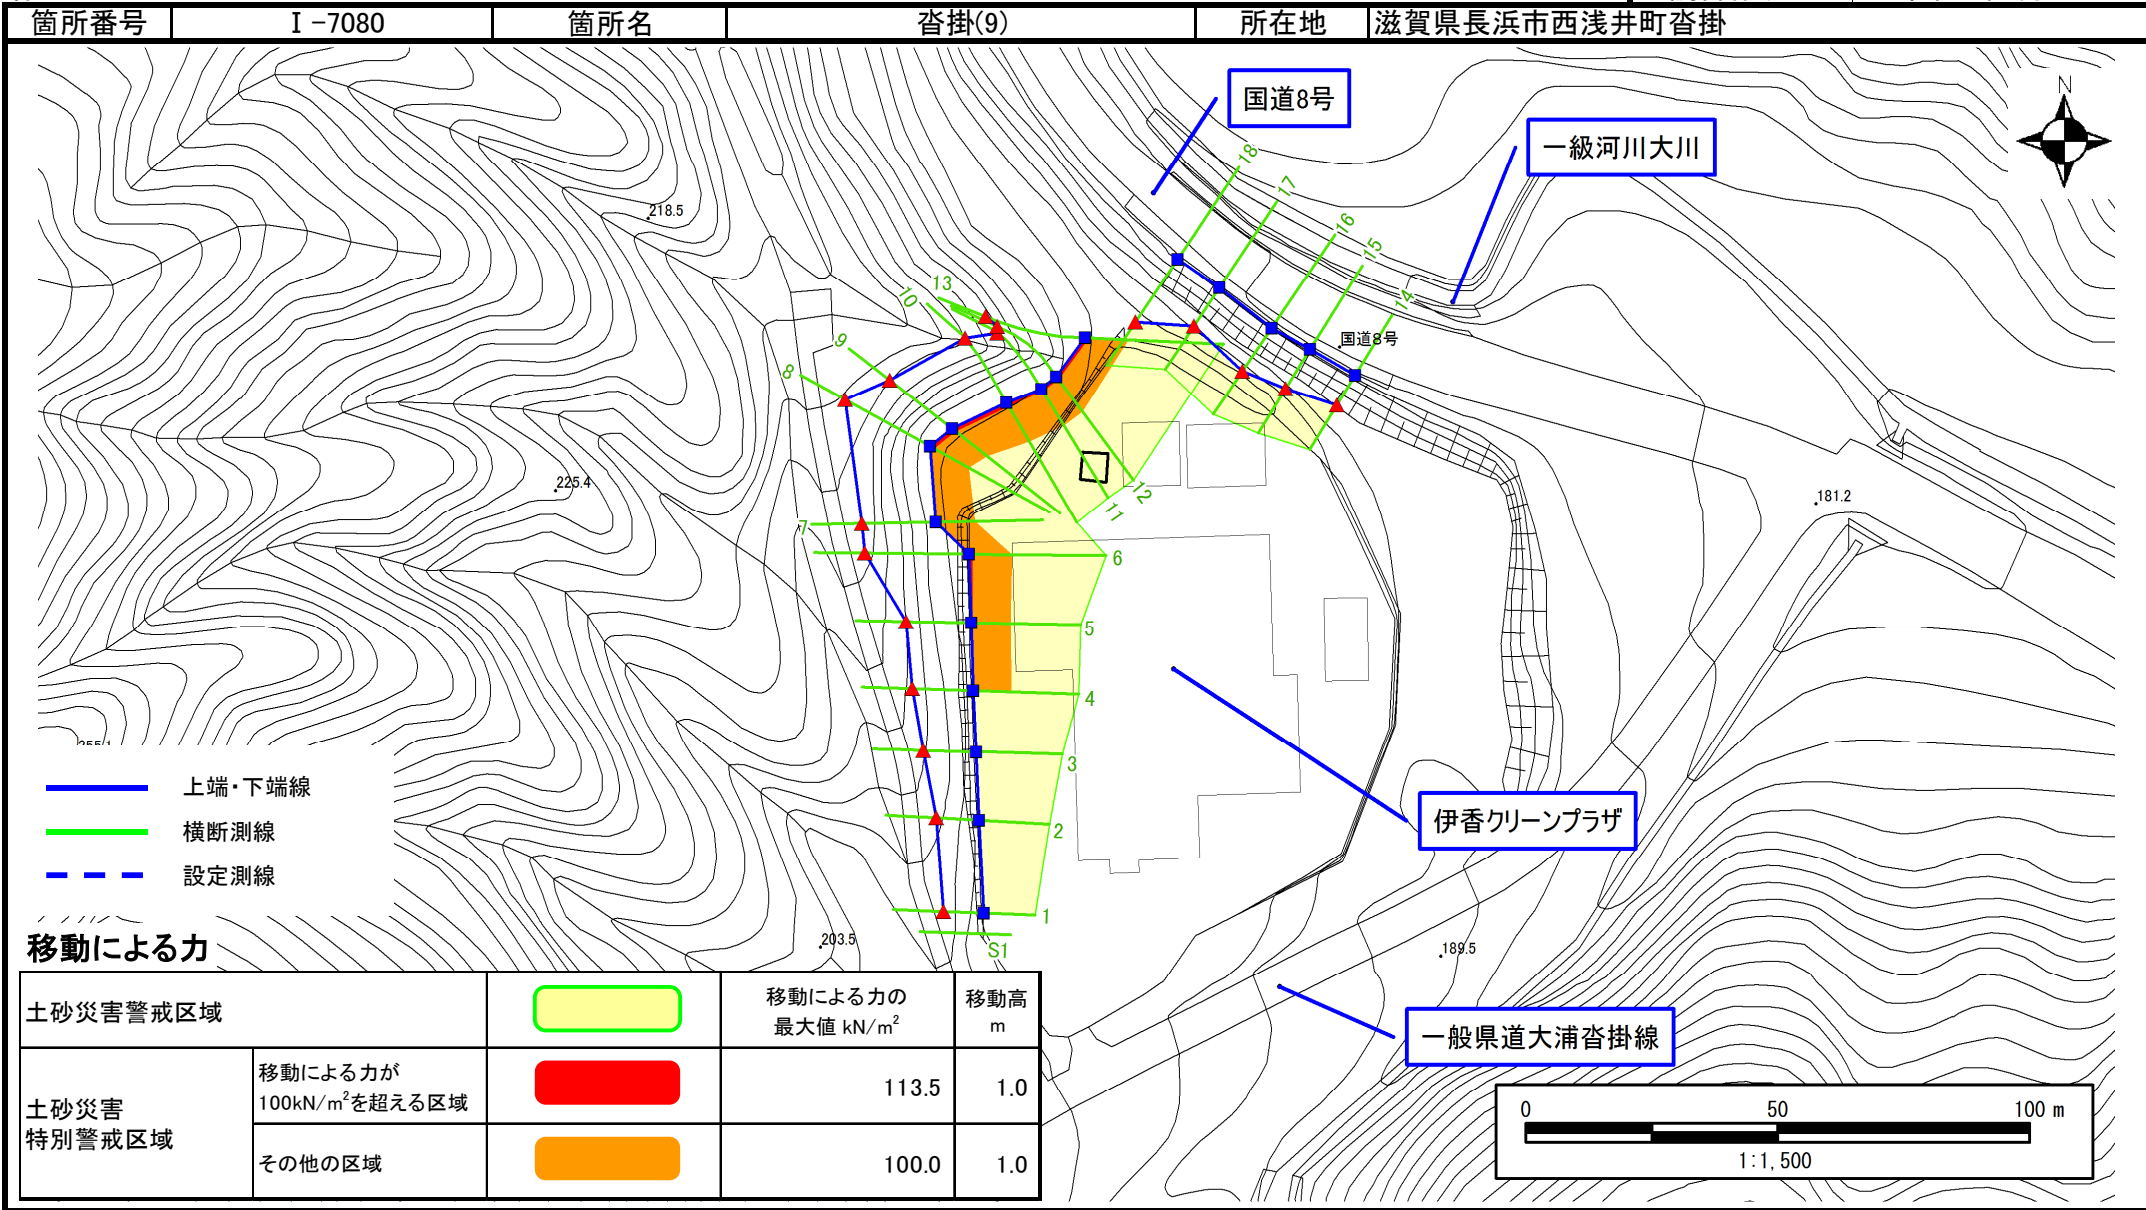 箇所番号 Ⅰ-7080 箇所名 沓掛(9) 所在地 滋賀県長浜市西浅井町沓掛
国道8号
一級河川大川
N
218.5
18
17
16
15
14
13
10
9
8
国道8号
225.4
181.2
7
12
11
6
5
4
3
2
1
S1
上端・下端線
横断測線
設定測線
伊香クリーンプラザ
203.5
189.5
一般県道大浦沓掛線
移動による力
土砂災害警戒区域
移動による力の
最大値 kN/m²
移動高
m
土砂災害
特別警戒区域
移動による力が
100kN/m²を超える区域
113.5 1.0
その他の区域
100.0 1.0
0 50 100 m
1:1,500